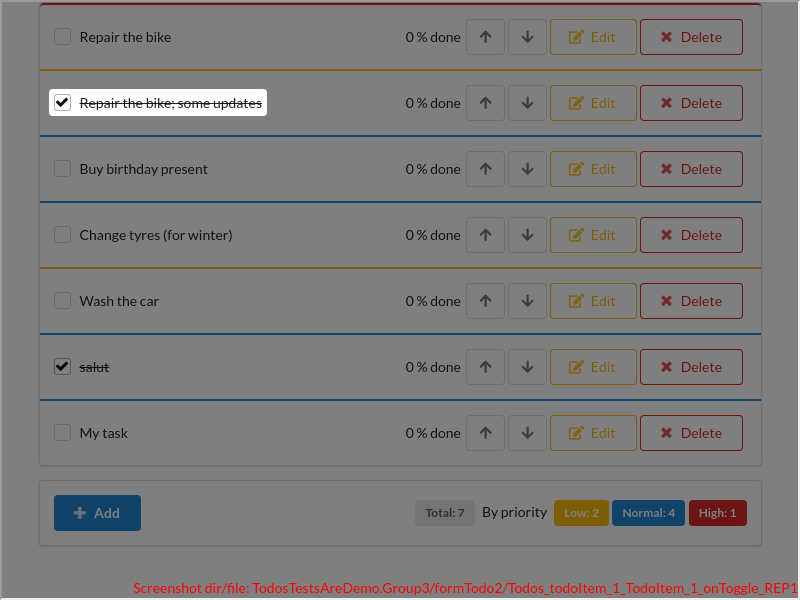 Repair the bike 0 % done Edit Delete
Repair the bike; some updates 0 % done Edit Delete
Buy birthday present 0 % done Edit Delete
Change tyres (for winter) 0 % done Edit Delete
Wash the car 0 % done Edit Delete
salut 0 % done Edit Delete
My task 0 % done Edit Delete
Add Total: 7 By priority Low: 2 Normal: 4 High: 1
Screenshot dir/file: TodosTestsAreDemo.Group3/formTodo2/Todos_todoItem_1_TodoItem_1_onToggle_REP1